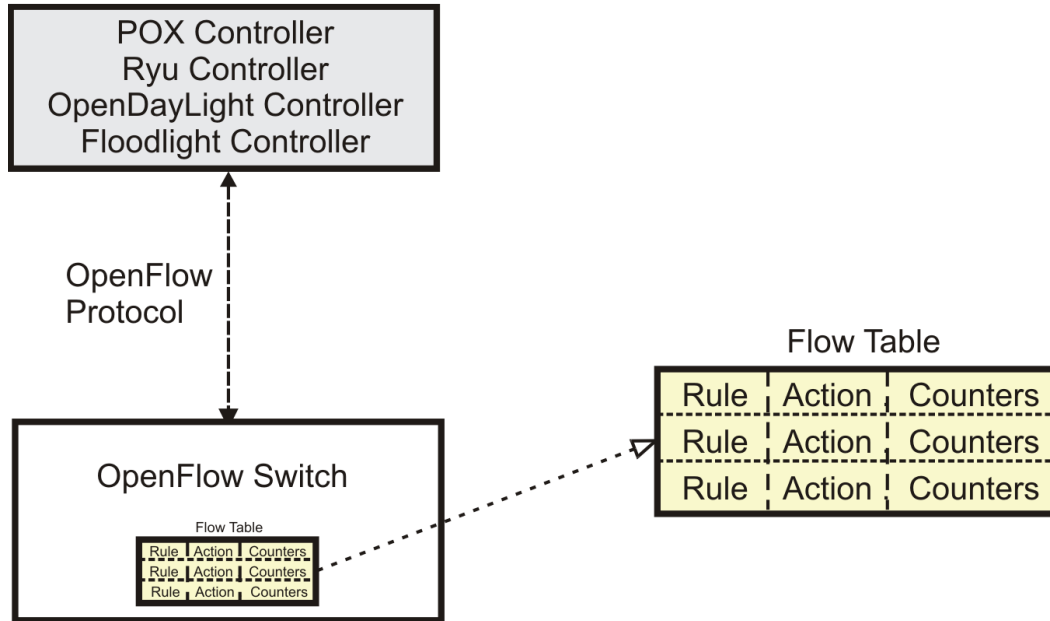 POX Controller
Ryu Controller
OpenDayLight Controller
Floodlight Controller
OpenFlow
Protocol
OpenFlow Switch
Flow Table
Rule Action Counters
Rule Action Counters
Rule Action Counters
Flow Table
Rule Action Counters
Rule Action Counters
Rule Action Counters